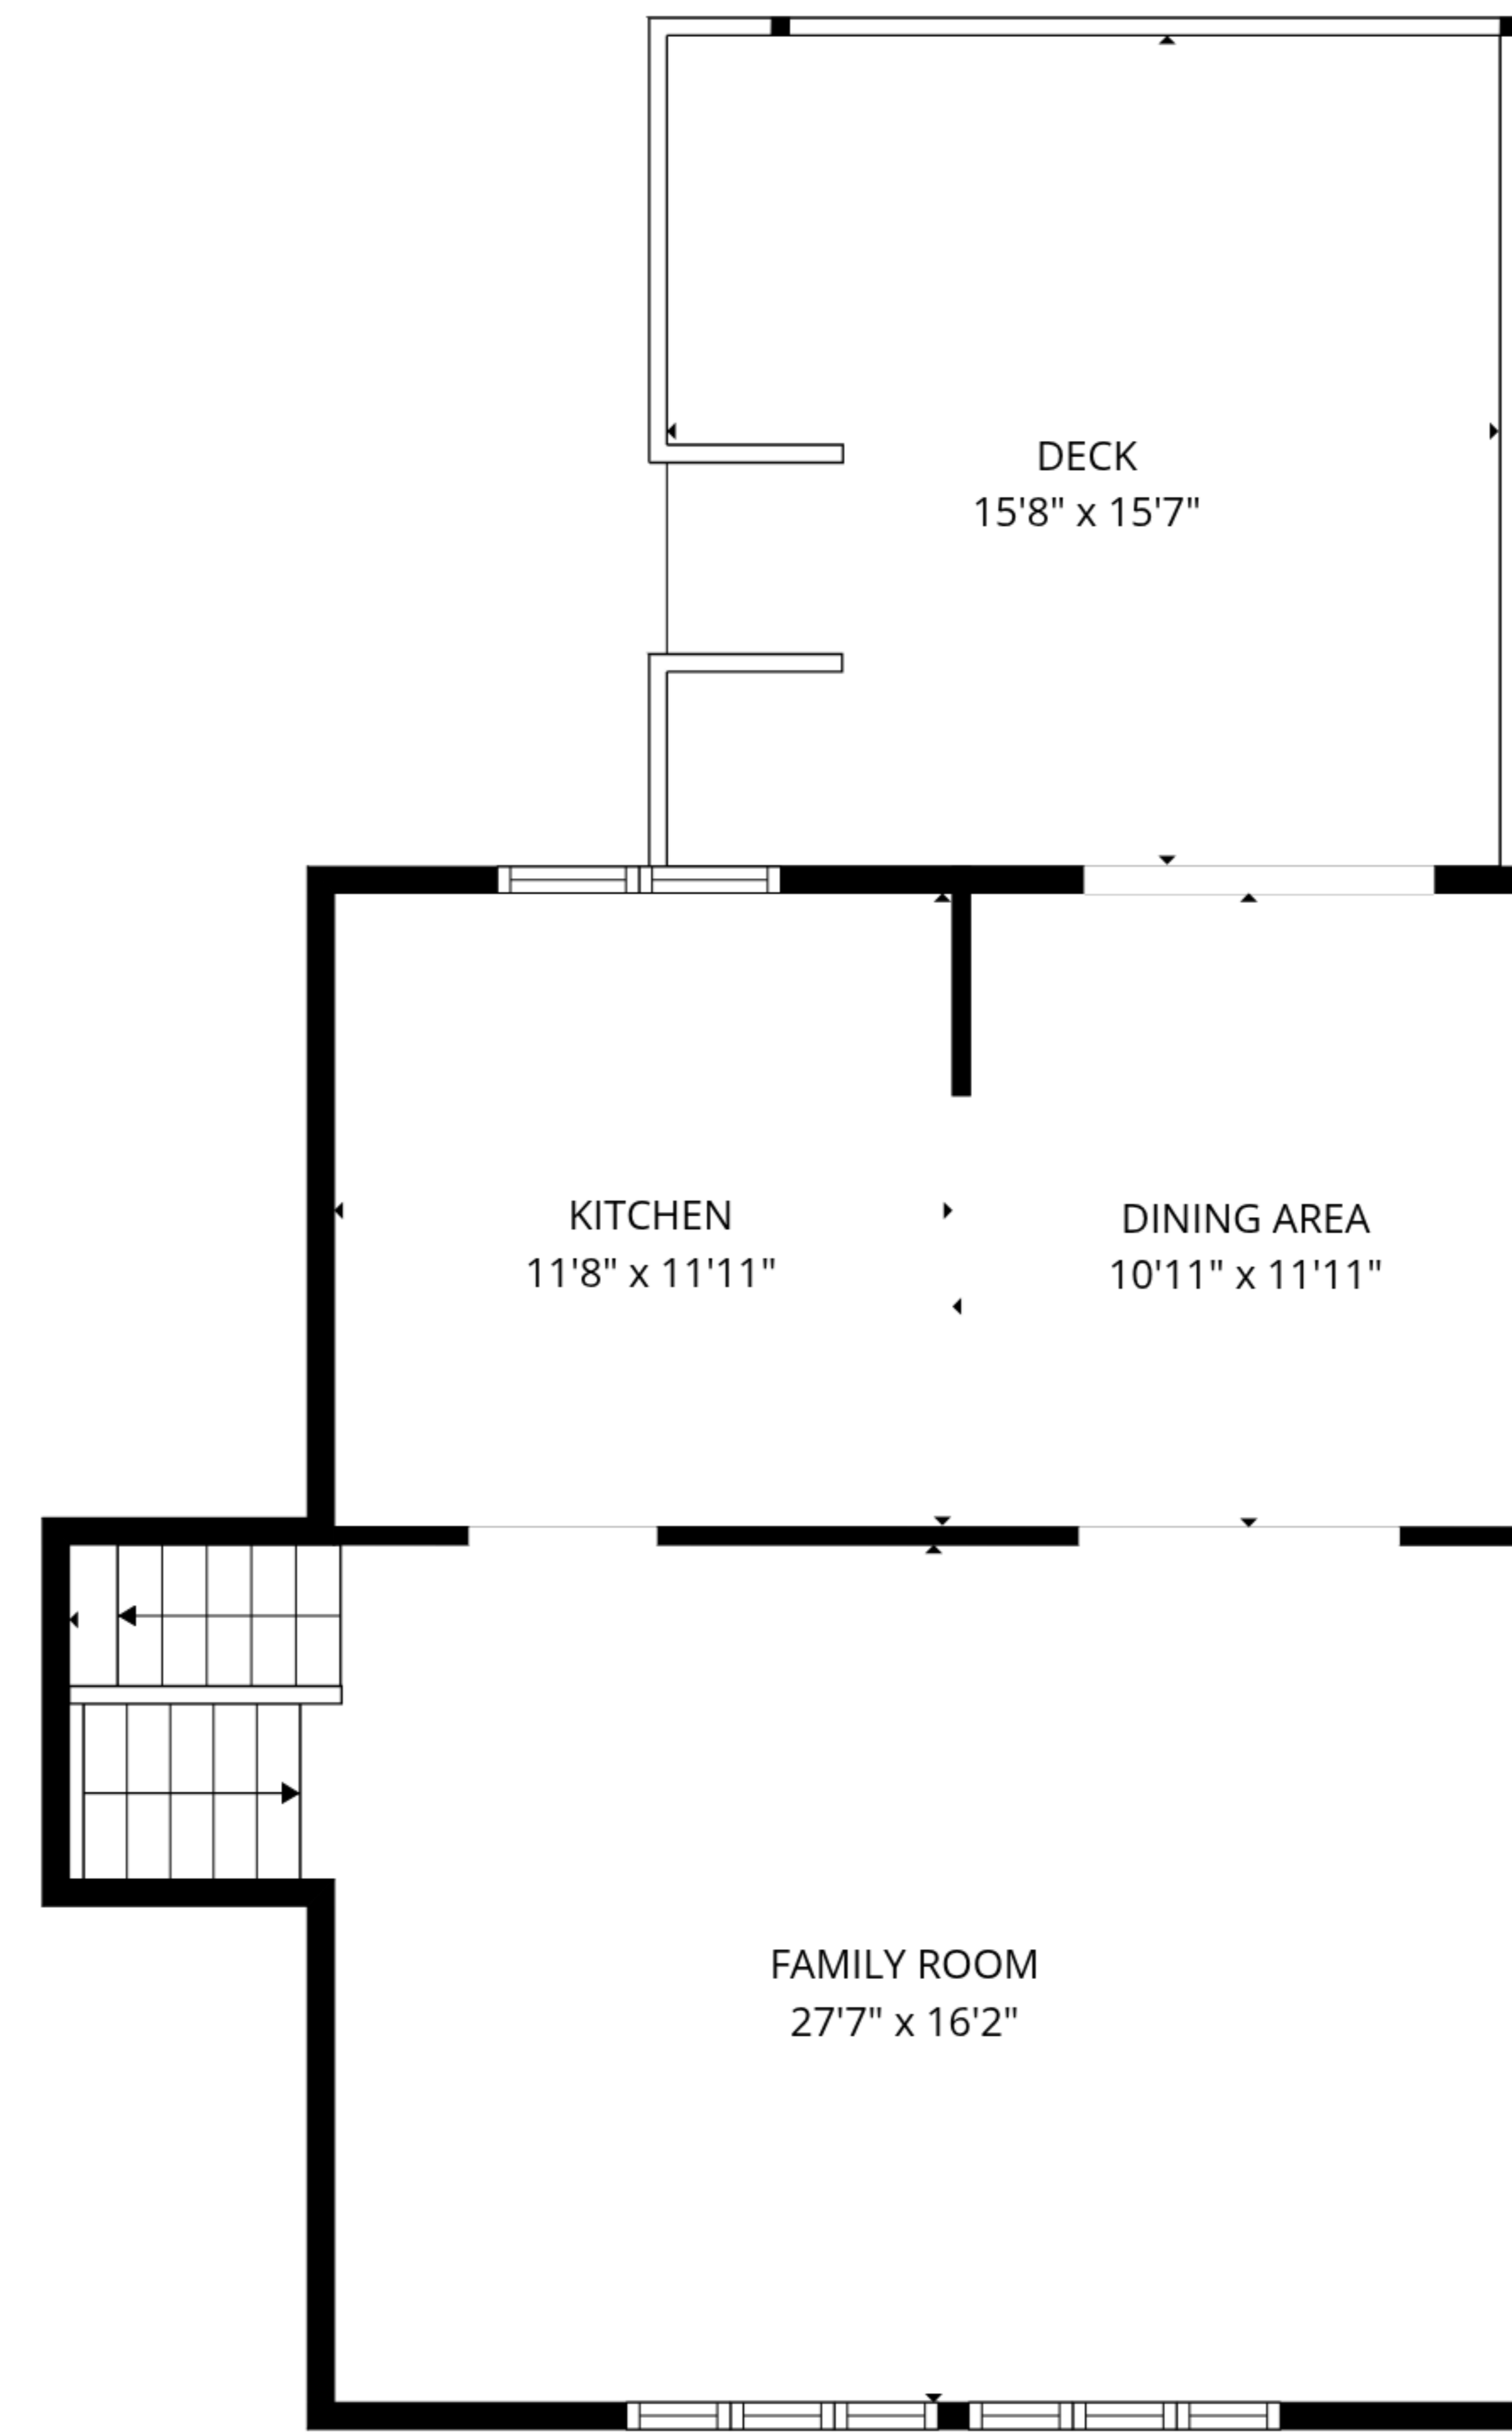 DECK
15'8" x 15'7"
KITCHEN
11'8" x 11'11"
DINING AREA
10'11" x 11'11"
FAMILY ROOM
27'7" x 16'2"